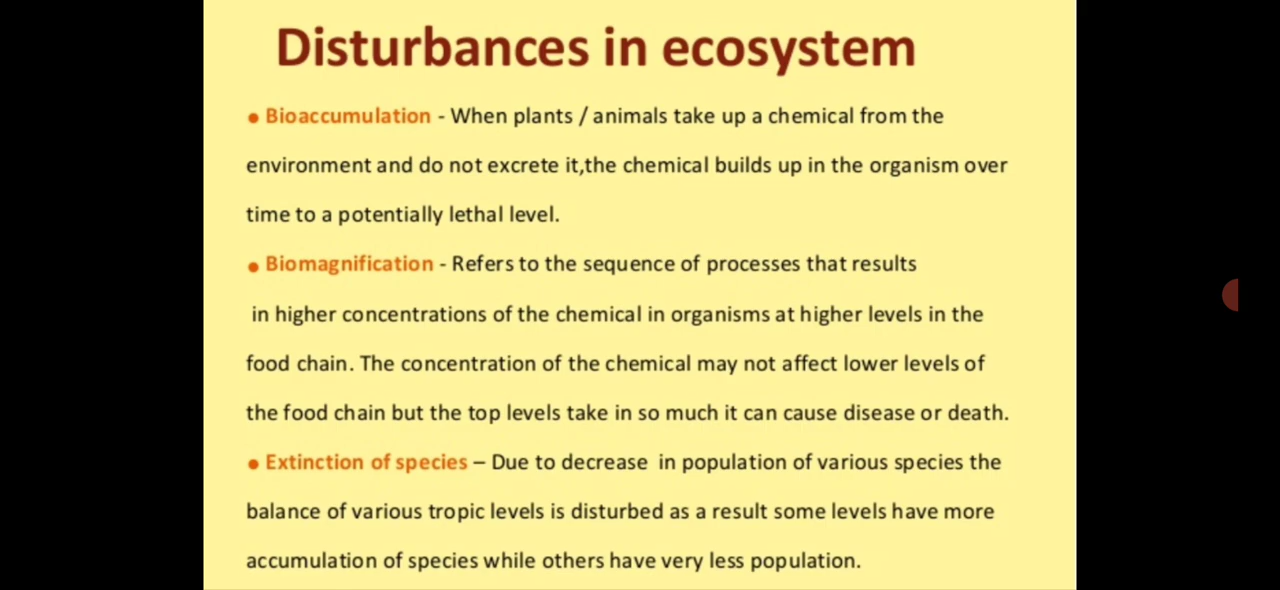 Disturbances in ecosystem
● Bioaccumulation - When plants / animals take up a chemical from the
environment and do not excrete it,the chemical builds up in the organism over
time to a potentially lethal level.
● Biomagnification - Refers to the sequence of processes that results
in higher concentrations of the chemical in organisms at higher levels in the
food chain. The concentration of the chemical may not affect lower levels of
the food chain but the top levels take in so much it can cause disease or death.
● Extinction of species – Due to decrease in population of various species the
balance of various tropic levels is disturbed as a result some levels have more
accumulation of species while others have very less population.